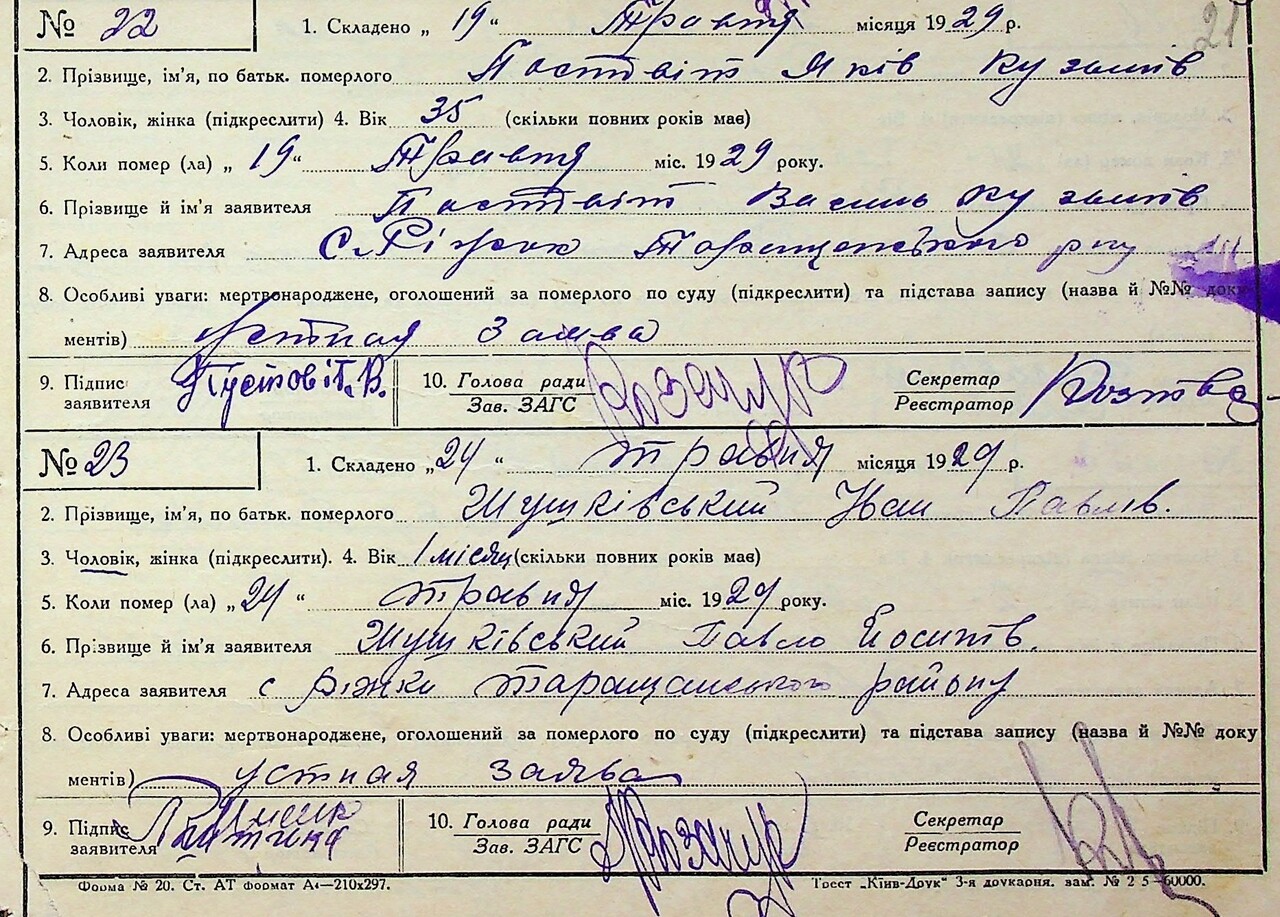 21
№ 22 1. Складено „ 19 “ Травня місяця 1929 р.
2. Прізвище, ім’я, по батьк. померлого Постовіт Яків Кузьмів
3. Чоловік, жінка (підкреслити) 4. Вік 35 (скільки повних років має)
5. Коли помер (ла) „ 19 “ Травня міс. 1929 року.
6. Прізвище й ім’я заявителя Постовіт Василь Кузьмів
7. Адреса заявителя с. Ріжки Таращанського р-ну
8. Особливі уваги: мертвонароджене, оголошений за померлого по суду (підкреслити) та підстава запису (назва й №№ доку-
ментів) Устная Заява
9. Підпис Пустовіт. В. 10. Голова ради Секретар
заявителя Зав. ЗАГС Реєстратор
№ 23 1. Складено „ 24 “ травня місяця 1929 р.
2. Прізвище, ім’я, по батьк. померлого Жушківський Іван Павлів.
3. Чоловік, жінка (підкреслити). 4. Вік 1 місяц (скільки повних років має)
5. Коли помер (ла) „ 24 “ травня міс. 1929 року.
6. Прізвище й ім’я заявителя Жушківський Павло Йосипів.
7. Адреса заявителя с Ріжки Таращанського району
8. Особливі уваги: мертвонароджене, оголошений за померлого по суду (підкреслити) та підстава запису (назва й №№ доку
ментів) устная заява
9. Підпис 10. Голова ради Секретар
заявителя Зав. ЗАГС Реєстратор
Форма № 20. Ст. АТ Формат А4—210х297. Трест „Київ-Друк“ 3-я друкарня. зам. № 2 5—60000.